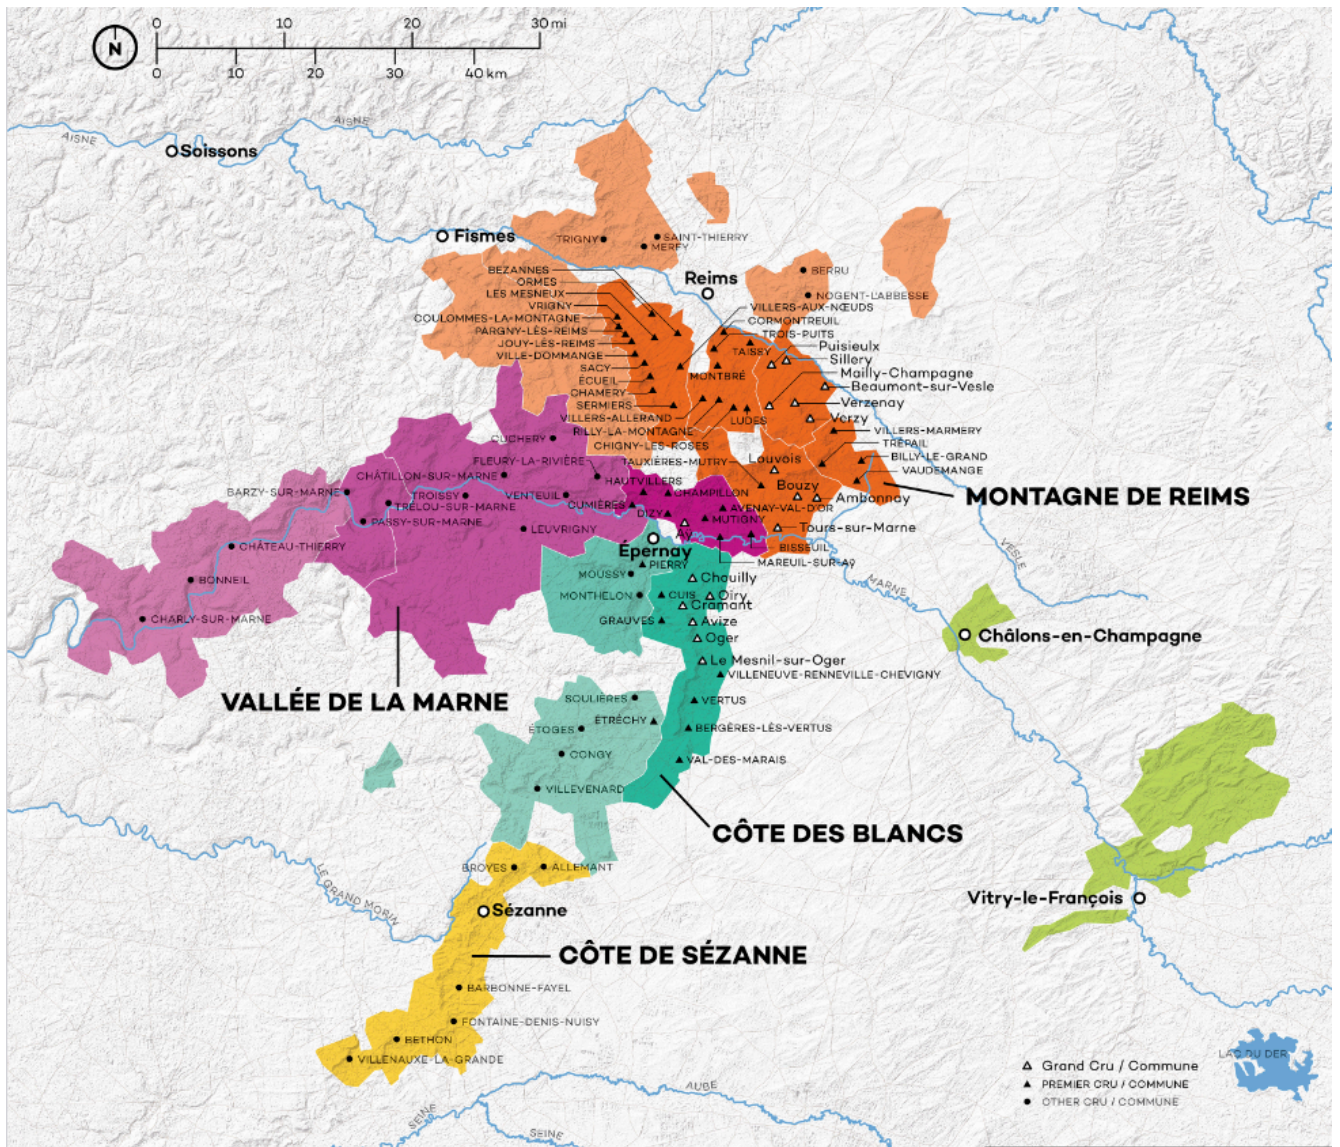 0 10 20 30 mi
N
0 10 20 30 40 km
AISNE
AISNE
Soissons
Fismes
TRIGNY
SAINT-THIERRY
MERFY
Reims
BERRU
NOGENT-L'ABBESSE
BEZANNES
ORMES
LES MESNEUX
VRIGNY
COULOMMES-LA-MONTAGNE
PARGNY-LÈS-REIMS
JOUY-LÈS-REIMS
VILLE-DOMMANGE
SACY
ÉCUEIL
CHAMERY
SERMIERS
VILLERS-ALLERAND
RILLY-LA-MONTAGNE
CHIGNY-LES-ROSES
TAUXIÈRES-MUTRY
VILLERS-AUX-NŒUDS
CORMONTREUIL
TROIS-PUITS
TAISSY
MONTBRÉ
LUDES
Puisieulx
Sillery
Mailly-Champagne
Beaumont-sur-Vesle
Verzenay
Verzy
VILLERS-MARMERY
TRÉPAIL
BILLY-LE-GRAND
VAUDEMANGE
Louvois
Bouzy
Ambonnay
Tours-sur-Marne
MONTAGNE DE REIMS
CUCHERY
FLEURY-LA-RIVIÈRE
CHÂTILLON-SUR-MARNE
BARZY-SUR-MARNE
TROISSY
TRÉLOU-SUR-MARNE
PASSY-SUR-MARNE
VENTEUIL
LEUVRIGNY
HAUTVILLERS
CUMIÈRES
CHAMPILLON
DIZY
AVENAY-VAL-D'OR
MUTIGNY
Aÿ
BISSEUIL
MAREUIL-SUR-AŸ
CHÂTEAU-THIERRY
BONNEIL
CHARLY-SUR-MARNE
VALLÉE DE LA MARNE
MARNE
VESLE
Épernay
PIERRY
MOUSSY
MONTHELON
GRAUVES
CUIS
Chouilly
Oiry
Cramant
Avize
Oger
Le Mesnil-sur-Oger
VILLENEUVE-RENNEVILLE-CHEVIGNY
VERTUS
BERGÈRES-LÈS-VERTUS
VAL-DES-MARAIS
SOULIÈRES
ÉTRÉCHY
ÉTOGES
CONGY
VILLEVENARD
CÔTE DES BLANCS
Châlons-en-Champagne
Vitry-le-François
LE GRAND MORIN
BROYES
ALLEMANT
Sézanne
CÔTE DE SÉZANNE
BARBONNE-FAYEL
FONTAINE-DENIS-NUISY
BETHON
VILLENAUXE-LA-GRANDE
SEINE
SEINE
AUBE
LAC DU DER
Grand Cru / Commune
PREMIER CRU / COMMUNE
OTHER CRU / COMMUNE